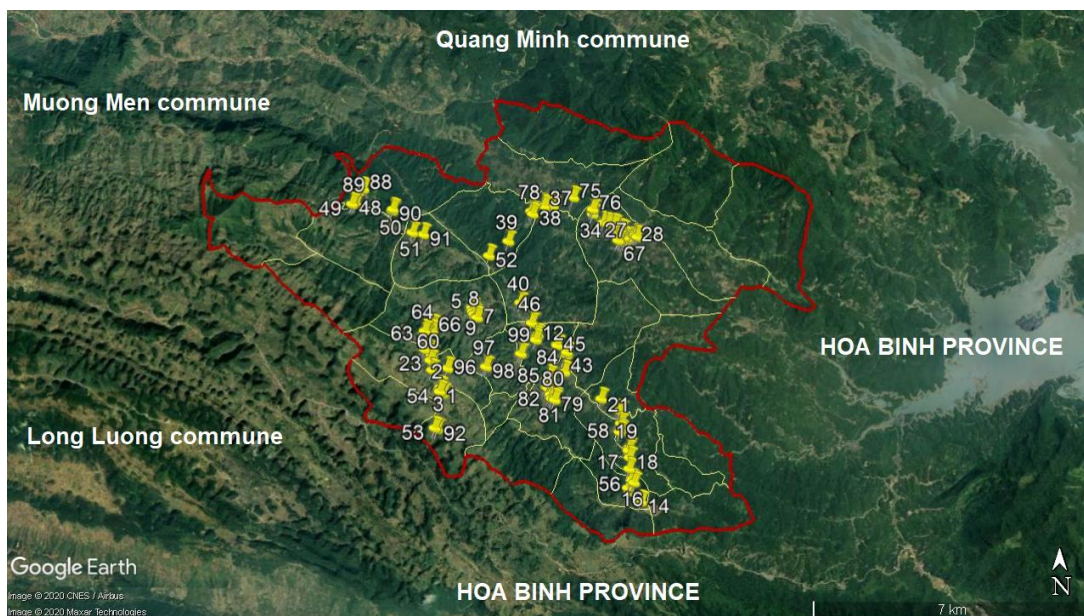 Quang Minh commune
Muong Men commune
89 88
78 37 75
49 48 90
38 76
50
39
34 27 28
51 91
52
67
40
5 8
46
64 66 9 7
63
99 12
HOA BINH PROVINCE
60
97
45
84
23 2 96
98 85 80 43
54 1
82 79 21
3
81
Long Luong commune
53 92
58 19
17 18
56
16 14
Google Earth
Image © 2020 CNES / Airbus
HOA BINH PROVINCE
N
Image © 2020 Maxar Technologies
7 km